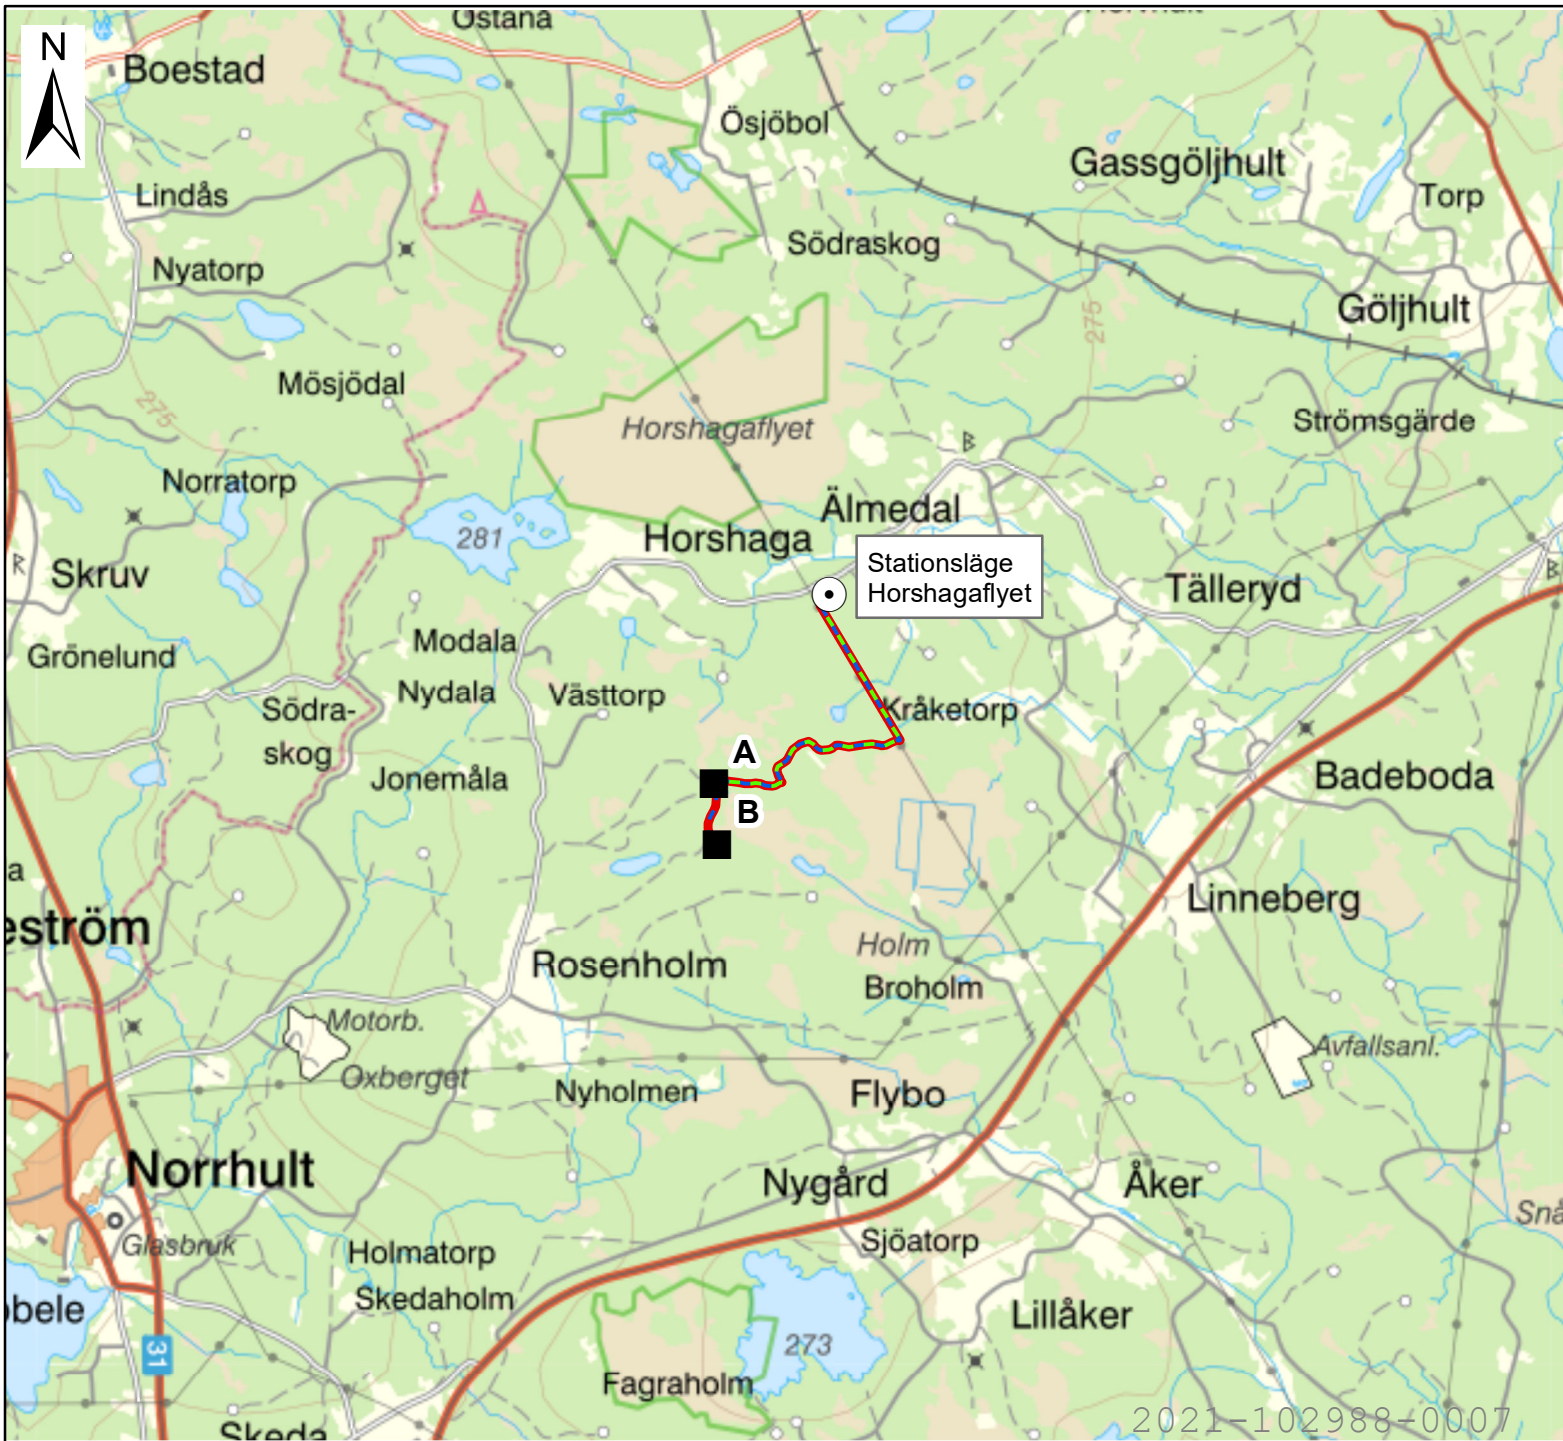 Östana
N
Boestad
Ösjöbol
Gassgöljhult
Lindås
Torp
Södraskog
Nyatorp
275
Göljhult
Mösjödal
275
Horshagaflyet
Strömsgärde
Norratorp
Älmedal
281
Horshaga
Stationsläge
Horshagaflyet
Skruv
Tälleryd
Modala
Grönelund
Nydala
Västtorp
Södra-
skog
Kråketorp
A
Jonemåla
Badeboda
B
a
Linneberg
eström
Holm
Rosenholm
Broholm
Motorb.
Avfallsanl.
Oxberget
Nyholmen
Flybo
Norrhult
Nygård
Åker
Snå
Glasbruk
Sjöatorp
Holmatorp
Skedaholm
bele
Lillåker
31
273
Fagraholm
2021-102988-0007
Skeda